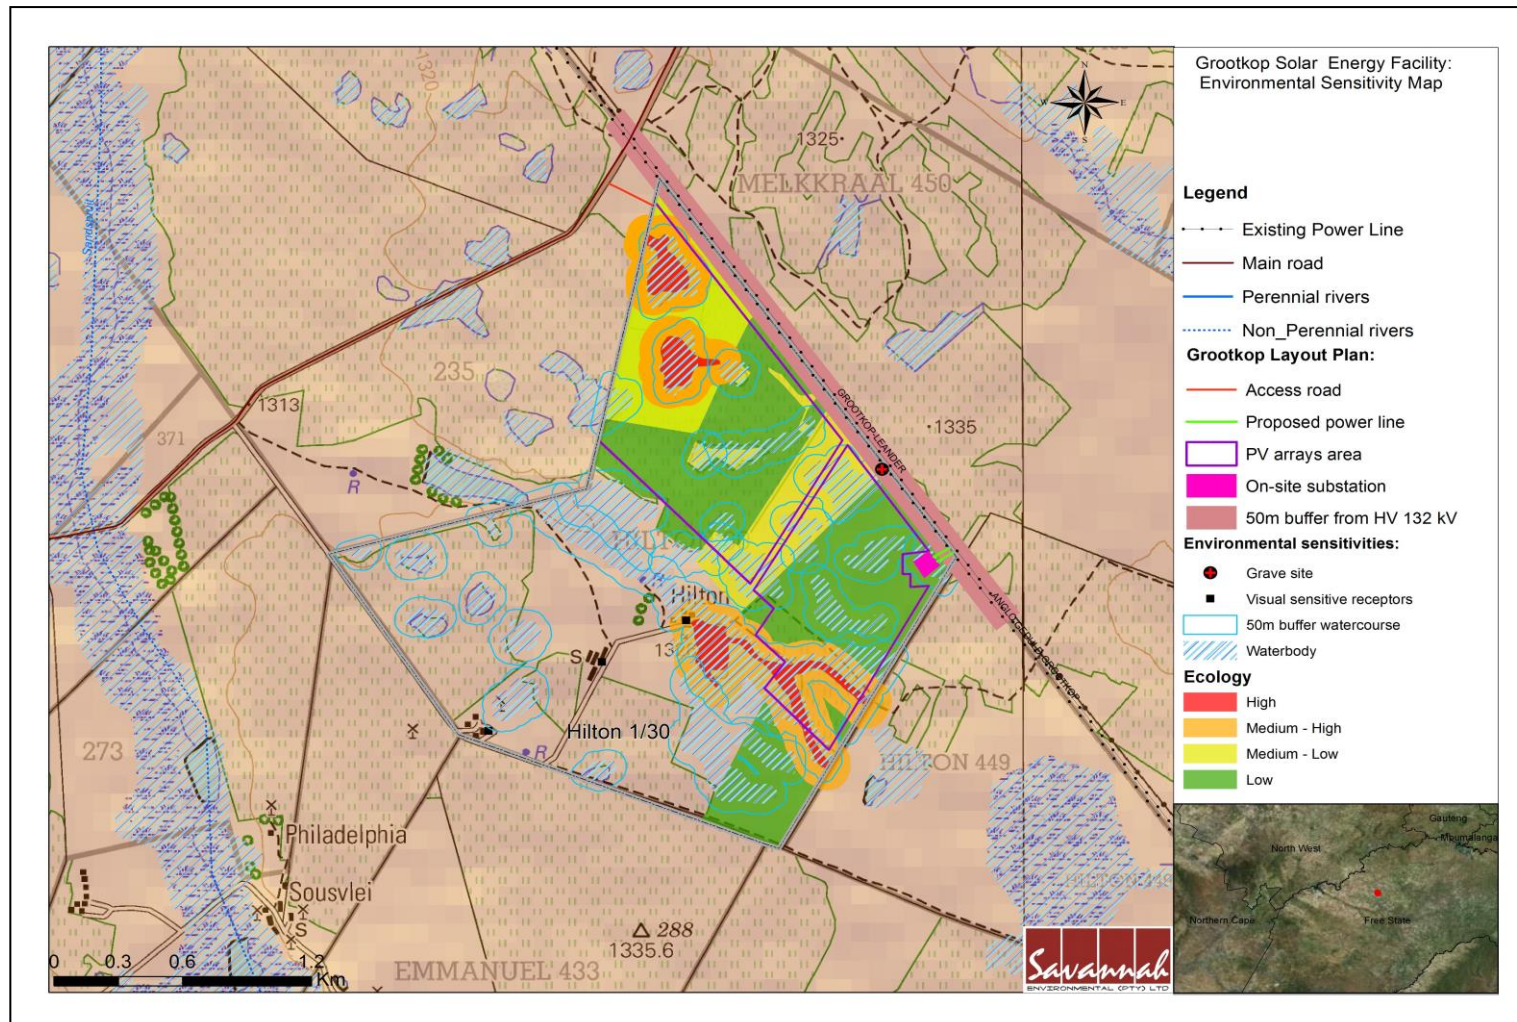 Grootkop Solar Energy Facility:
Environmental Sensitivity Map
N
W
E
S
Legend
Existing Power Line
Main road
Perennial rivers
Non_Perennial rivers
Grootkop Layout Plan:
Access road
Proposed power line
PV arrays area
On-site substation
50m buffer from HV 132 kV
Environmental sensitivities:
Grave site
Visual sensitive receptors
50m buffer watercourse
Waterbody
Ecology
High
Medium - High
Medium - Low
Low
1320
1325
MELKKRAAL 450
Sandspruit
235
1313
371
R
GROOTKOP-LEANDER
1335
HILTON
Hilton
S
Hilton 1/30
R
HILTON 449
273
Philadelphia
Sousvlei
S
288
1335.6
EMMANUEL 433
HILTON 449
0 0.3 0.6 1.2
Km
Savannah
ENVIRONMENTAL (PTY) LTD
Gauteng
Mpumalanga
North West
Northern Cape
Free State